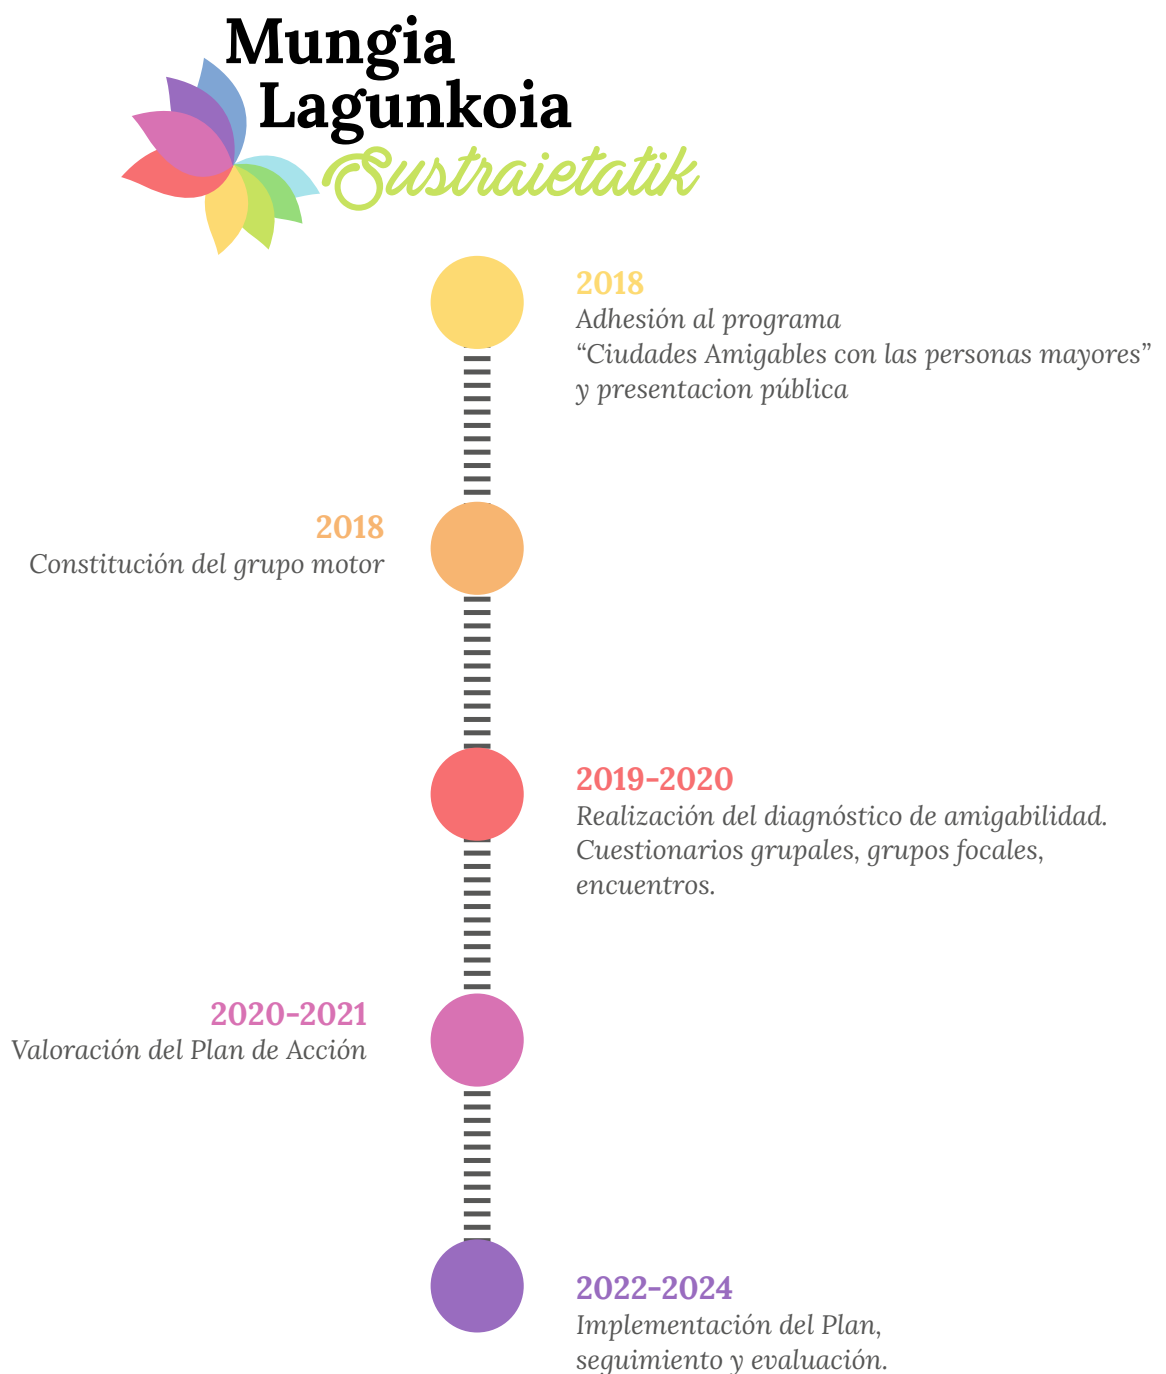 Mungia
Lagunkoia
Sustraietatik
2018
Adhesión al programa
“Ciudades Amigables con las personas mayores”
y presentacion pública
2018
Constitución del grupo motor
2019-2020
Realización del diagnóstico de amigabilidad.
Cuestionarios grupales, grupos focales,
encuentros.
2020-2021
Valoración del Plan de Acción
2022-2024
Implementación del Plan,
seguimiento y evaluación.